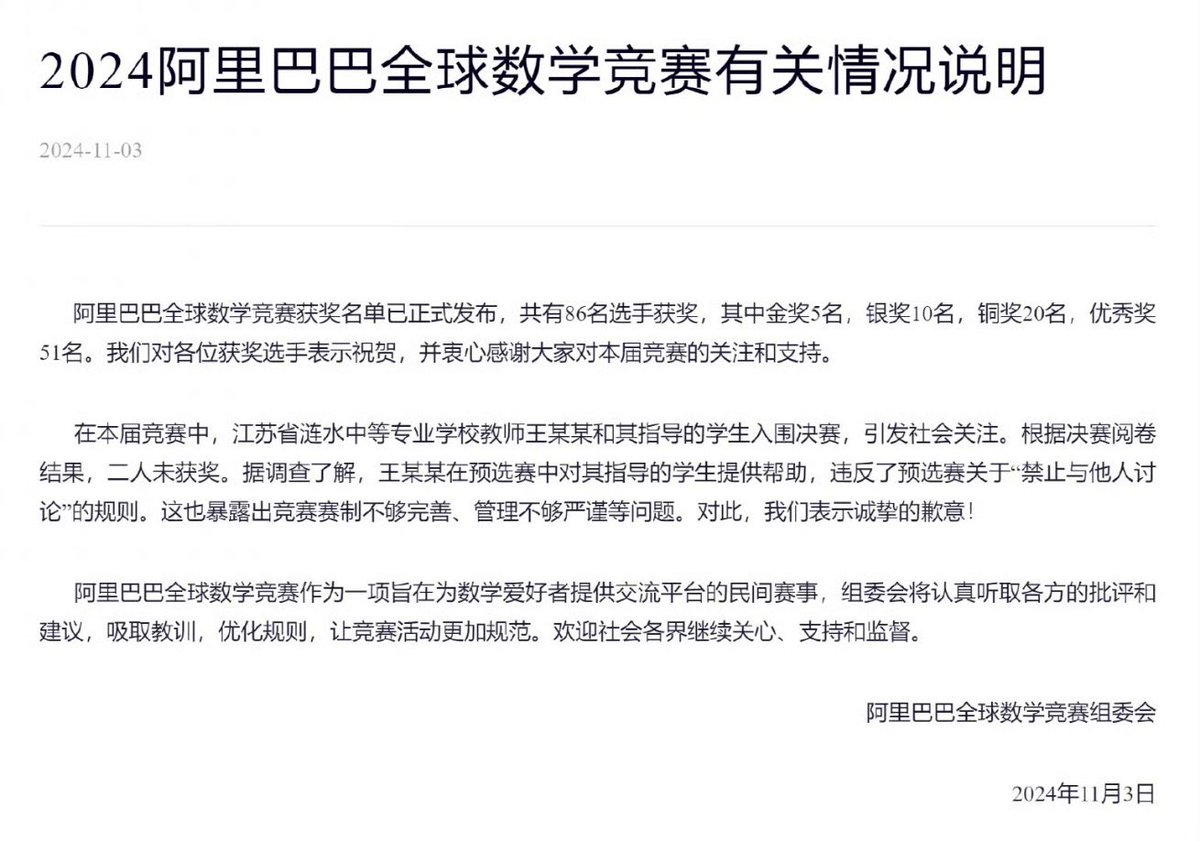 2024阿里巴巴全球数学竞赛有关情况说明
2024-11-03
阿里巴巴全球数学竞赛获奖名单已正式发布，共有86名选手获奖，其中金奖5名，银奖10名，铜奖20名，优秀奖
51名。我们对各位获奖选手表示祝贺，并衷心感谢大家对本届竞赛的关注和支持。
在本届竞赛中，江苏省涟水中等专业学校教师王某某和其指导的学生入围决赛，引发社会关注。根据决赛阅卷
结果，二人未获奖。据调查了解，王某某在预选赛中对其指导的学生提供帮助，违反了预选赛关于“禁止与他人讨
论”的规则。这也暴露出竞赛赛制不够完善、管理不够严谨等问题。对此，我们表示诚挚的歉意！
阿里巴巴全球数学竞赛作为一项旨在为数学爱好者提供交流平台的民间赛事，组委会将认真听取各方的批评和
建议，吸取教训，优化规则，让竞赛活动更加规范。欢迎社会各界继续关心、支持和监督。
阿里巴巴全球数学竞赛组委会
2024年11月3日